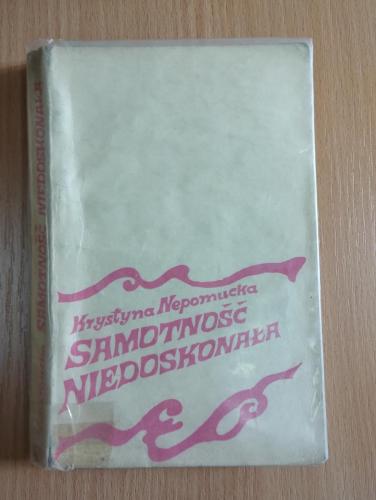 Krystyna Nepomucka
SAMOTNOŚĆ
NIEDOSKONAŁA
SAMOTNOŚĆ NIEDOSKONAŁA